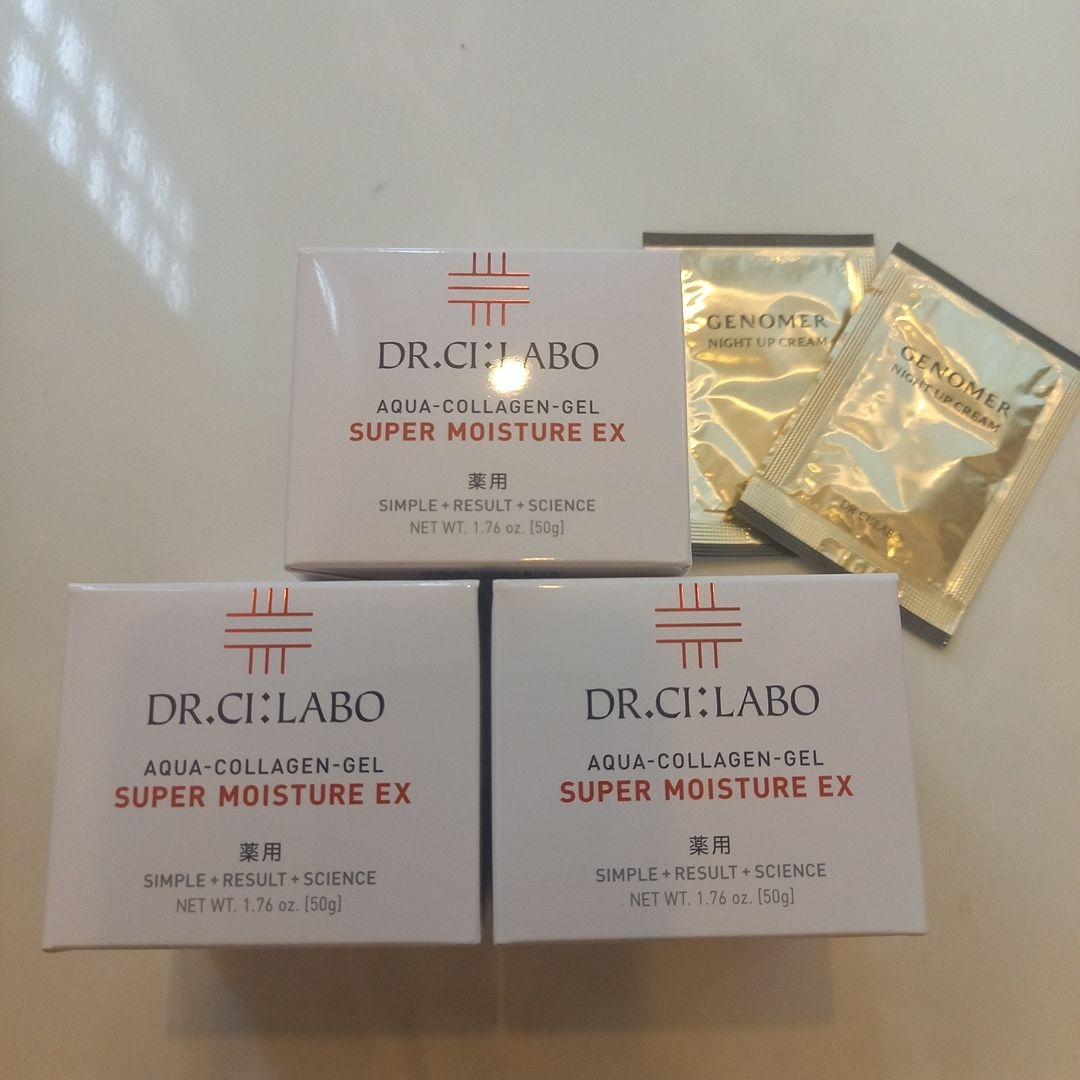 DR.CI:LABO
AQUA-COLLAGEN-GEL
SUPER MOISTURE EX
薬用
SIMPLE+RESULT+SCIENCE
NET WT. 1.76 oz. [50g]
GENOMER
NIGHT UP CREAM
GENOMER
NIGHT UP CREAM
DR.CI:LABO
DR.CI:LABO
AQUA-COLLAGEN-GEL
SUPER MOISTURE EX
薬用
SIMPLE+RESULT+SCIENCE
NET WT. 1.76 oz. [50g]
DR.CI:LABO
AQUA-COLLAGEN-GEL
SUPER MOISTURE EX
薬用
SIMPLE+RESULT+SCIENCE
NET WT. 1.76 oz. [50g]